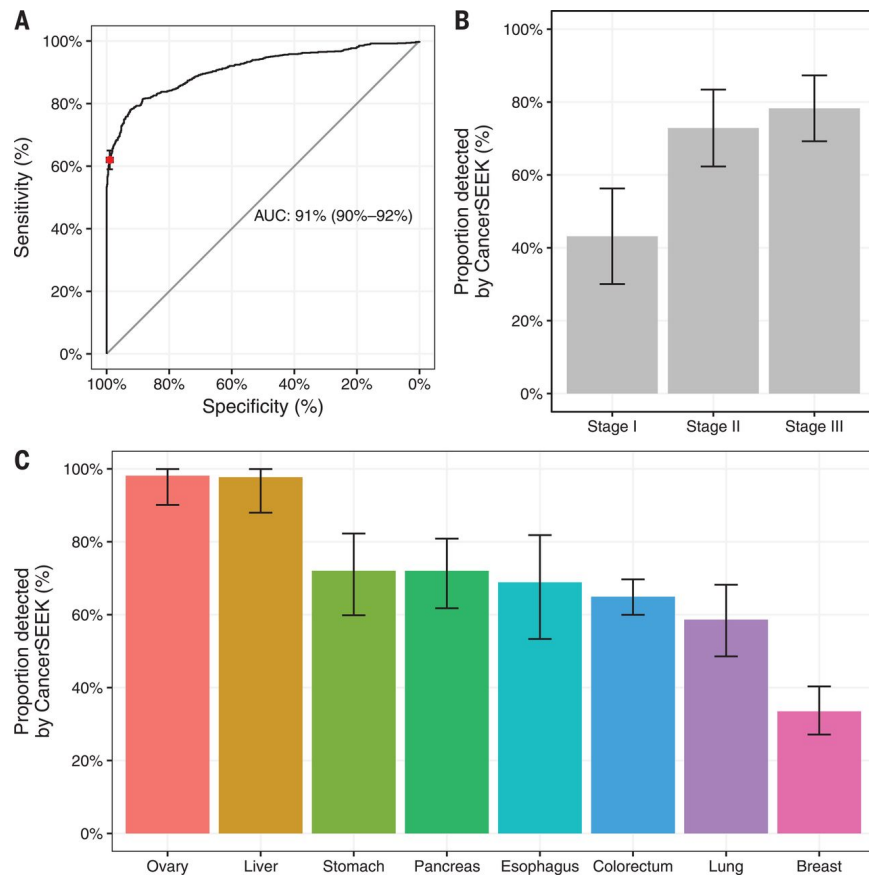 A
100%
80%
60%
40%
20%
0%
Sensitivity (%)
AUC: 91% (90%–92%)
100% 80% 60% 40% 20% 0%
Specificity (%)
B
100%
80%
60%
40%
20%
0%
Proportion detected
by CancerSEEK (%)
Stage I Stage II Stage III
C
100%
80%
60%
40%
20%
0%
Proportion detected
by CancerSEEK (%)
Ovary Liver Stomach Pancreas Esophagus Colorectum Lung Breast